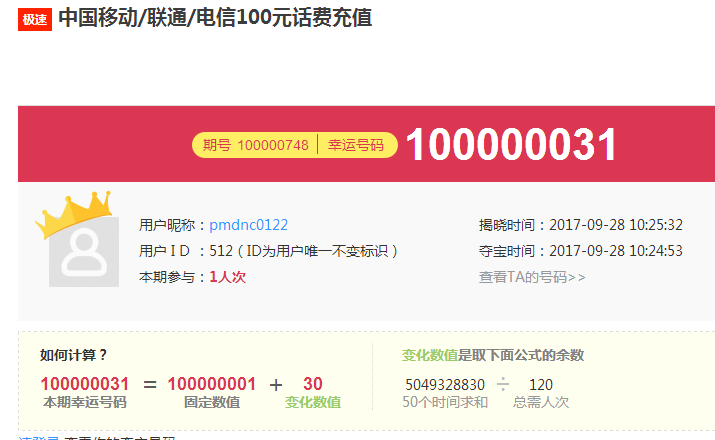 极速 中国移动/联通/电信100元话费充值
期号 100000748 | 幸运号码 100000031
用户昵称：pmdnc0122 揭晓时间：2017-09-28 10:25:32
用户 I D ：512 ( ID为用户唯一不变标识 ) 夺宝时间：2017-09-28 10:24:53
本期参与：1人次 查看TA的号码>>
如何计算？ 变化数值是取下面公式的余数
100000031 = 100000001 + 30 5049328830 ÷ 120
本期幸运号码 固定数值 变化数值 50个时间求和 总需人次